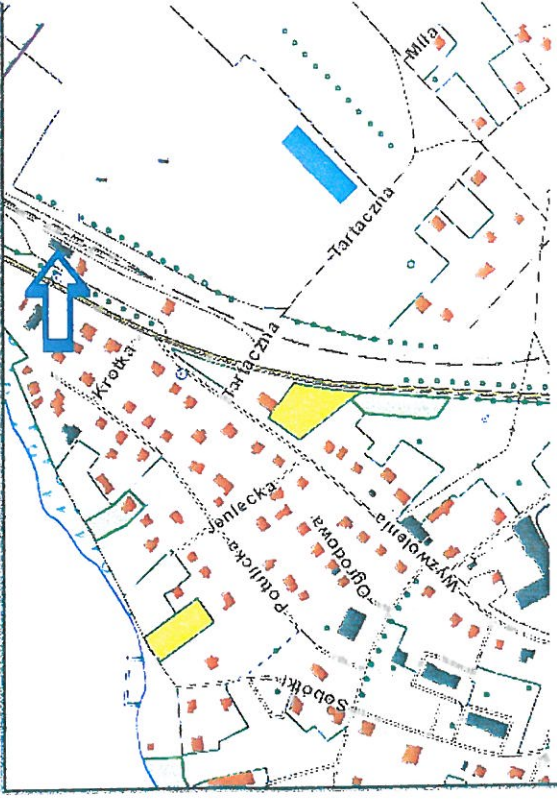 Miła
Tartaczna
Tartaczna
Krótka
Jeniecka
Potulicka
Ogrodowa
Wyzwolenia
Sobótki